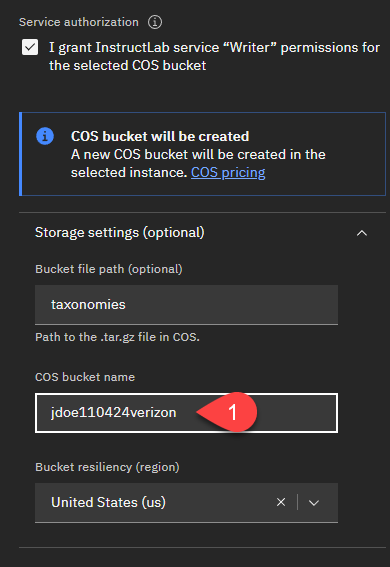 Service authorization
I grant InstructLab service “Writer” permissions for
the selected COS bucket
COS bucket will be created
A new COS bucket will be created in the
selected instance. COS pricing
Storage settings (optional)
Bucket file path (optional)
taxonomies
Path to the .tar.gz file in COS.
COS bucket name
jdoe110424verizon
1
Bucket resiliency (region)
United States (us)